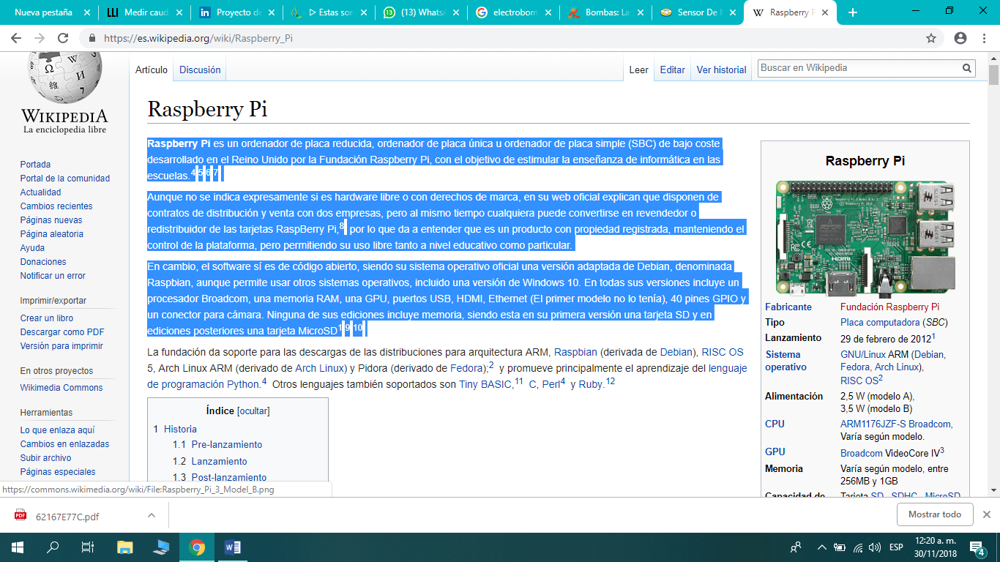 Nueva pestaña
Medir caud
Proyecto de
▷ Estas son
(13) WhatsA
electrobom
Bombas: La
Sensor De N
Raspberry P
https://es.wikipedia.org/wiki/Raspberry_Pi
WIKIPEDIA
La enciclopedia libre
Portada
Portal de la comunidad
Actualidad
Cambios recientes
Páginas nuevas
Página aleatoria
Ayuda
Donaciones
Notificar un error
Imprimir/exportar
Crear un libro
Descargar como PDF
Versión para imprimir
En otros proyectos
Wikimedia Commons
Herramientas
Lo que enlaza aquí
Cambios en enlazadas
Subir archivo
Páginas especiales
Artículo Discusión
Leer Editar Ver historial
Buscar en Wikipedia
Raspberry Pi
Raspberry Pi es un ordenador de placa reducida, ordenador de placa única u ordenador de placa simple (SBC) de bajo coste
desarrollado en el Reino Unido por la Fundación Raspberry Pi, con el objetivo de estimular la enseñanza de informática en las
escuelas.4 5 6 7
Aunque no se indica expresamente si es hardware libre o con derechos de marca, en su web oficial explican que disponen de
contratos de distribución y venta con dos empresas, pero al mismo tiempo cualquiera puede convertirse en revendedor o
redistribuidor de las tarjetas RaspBerry Pi,8 por lo que da a entender que es un producto con propiedad registrada, manteniendo el
control de la plataforma, pero permitiendo su uso libre tanto a nivel educativo como particular.
En cambio, el software sí es de código abierto, siendo su sistema operativo oficial una versión adaptada de Debian, denominada
Raspbian, aunque permite usar otros sistemas operativos, incluido una versión de Windows 10. En todas sus versiones incluye un
procesador Broadcom, una memoria RAM, una GPU, puertos USB, HDMI, Ethernet (El primer modelo no lo tenía), 40 pines GPIO y
un conector para cámara. Ninguna de sus ediciones incluye memoria, siendo esta en su primera versión una tarjeta SD y en
ediciones posteriores una tarjeta MicroSD1 9 10
La fundación da soporte para las descargas de las distribuciones para arquitectura ARM, Raspbian (derivada de Debian), RISC OS
5, Arch Linux ARM (derivado de Arch Linux) y Pidora (derivado de Fedora);2 y promueve principalmente el aprendizaje del lenguaje
de programación Python.4 Otros lenguajes también soportados son Tiny BASIC,11 C, Perl4 y Ruby.12
Índice [ocultar]
1 Historia
1.1 Pre-lanzamiento
1.2 Lanzamiento
1.3 Post-lanzamiento
Raspberry Pi
HDMI
Fabricante Fundación Raspberry Pi
Tipo Placa computadora (SBC)
Lanzamiento 29 de febrero de 20121
Sistema GNU/Linux ARM (Debian,
operativo Fedora, Arch Linux),
RISC OS2
Alimentación 2,5 W (modelo A),
3,5 W (modelo B)
CPU ARM1176JZF-S Broadcom,
Varía según modelo.
GPU Broadcom VideoCore IV3
Memoria Varía según modelo, entre
256MB y 1GB
Capacidad de Tarjeta SD, SDHC, MicroSD
https://commons.wikimedia.org/wiki/File:Raspberry_Pi_3_Model_B.png
PDF
62167E77C.pdf
Mostrar todo
ESP
12:20 a. m.
30/11/2018
4